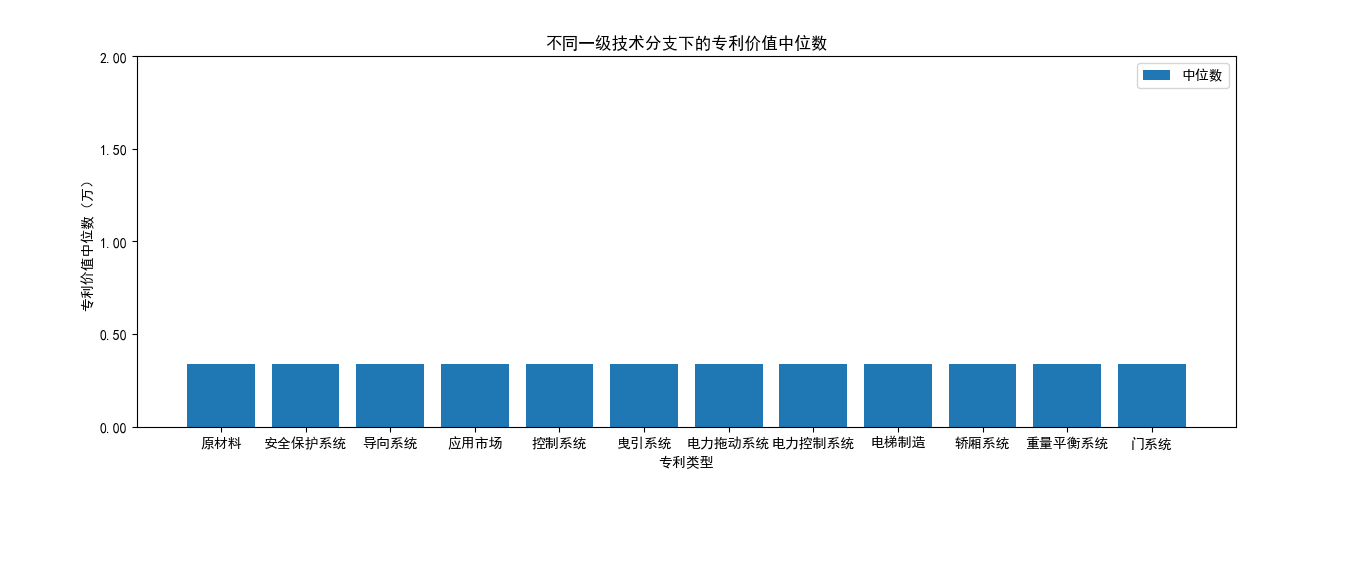 不同一级技术分支下的专利价值中位数
中位数
专利价值中位数（万）
2.00
1.50
1.00
0.50
0.00
原材料 安全保护系统 导向系统 应用市场 控制系统 曳引系统 电力拖动系统 电力控制系统 电梯制造 轿厢系统 重量平衡系统 门系统
专利类型